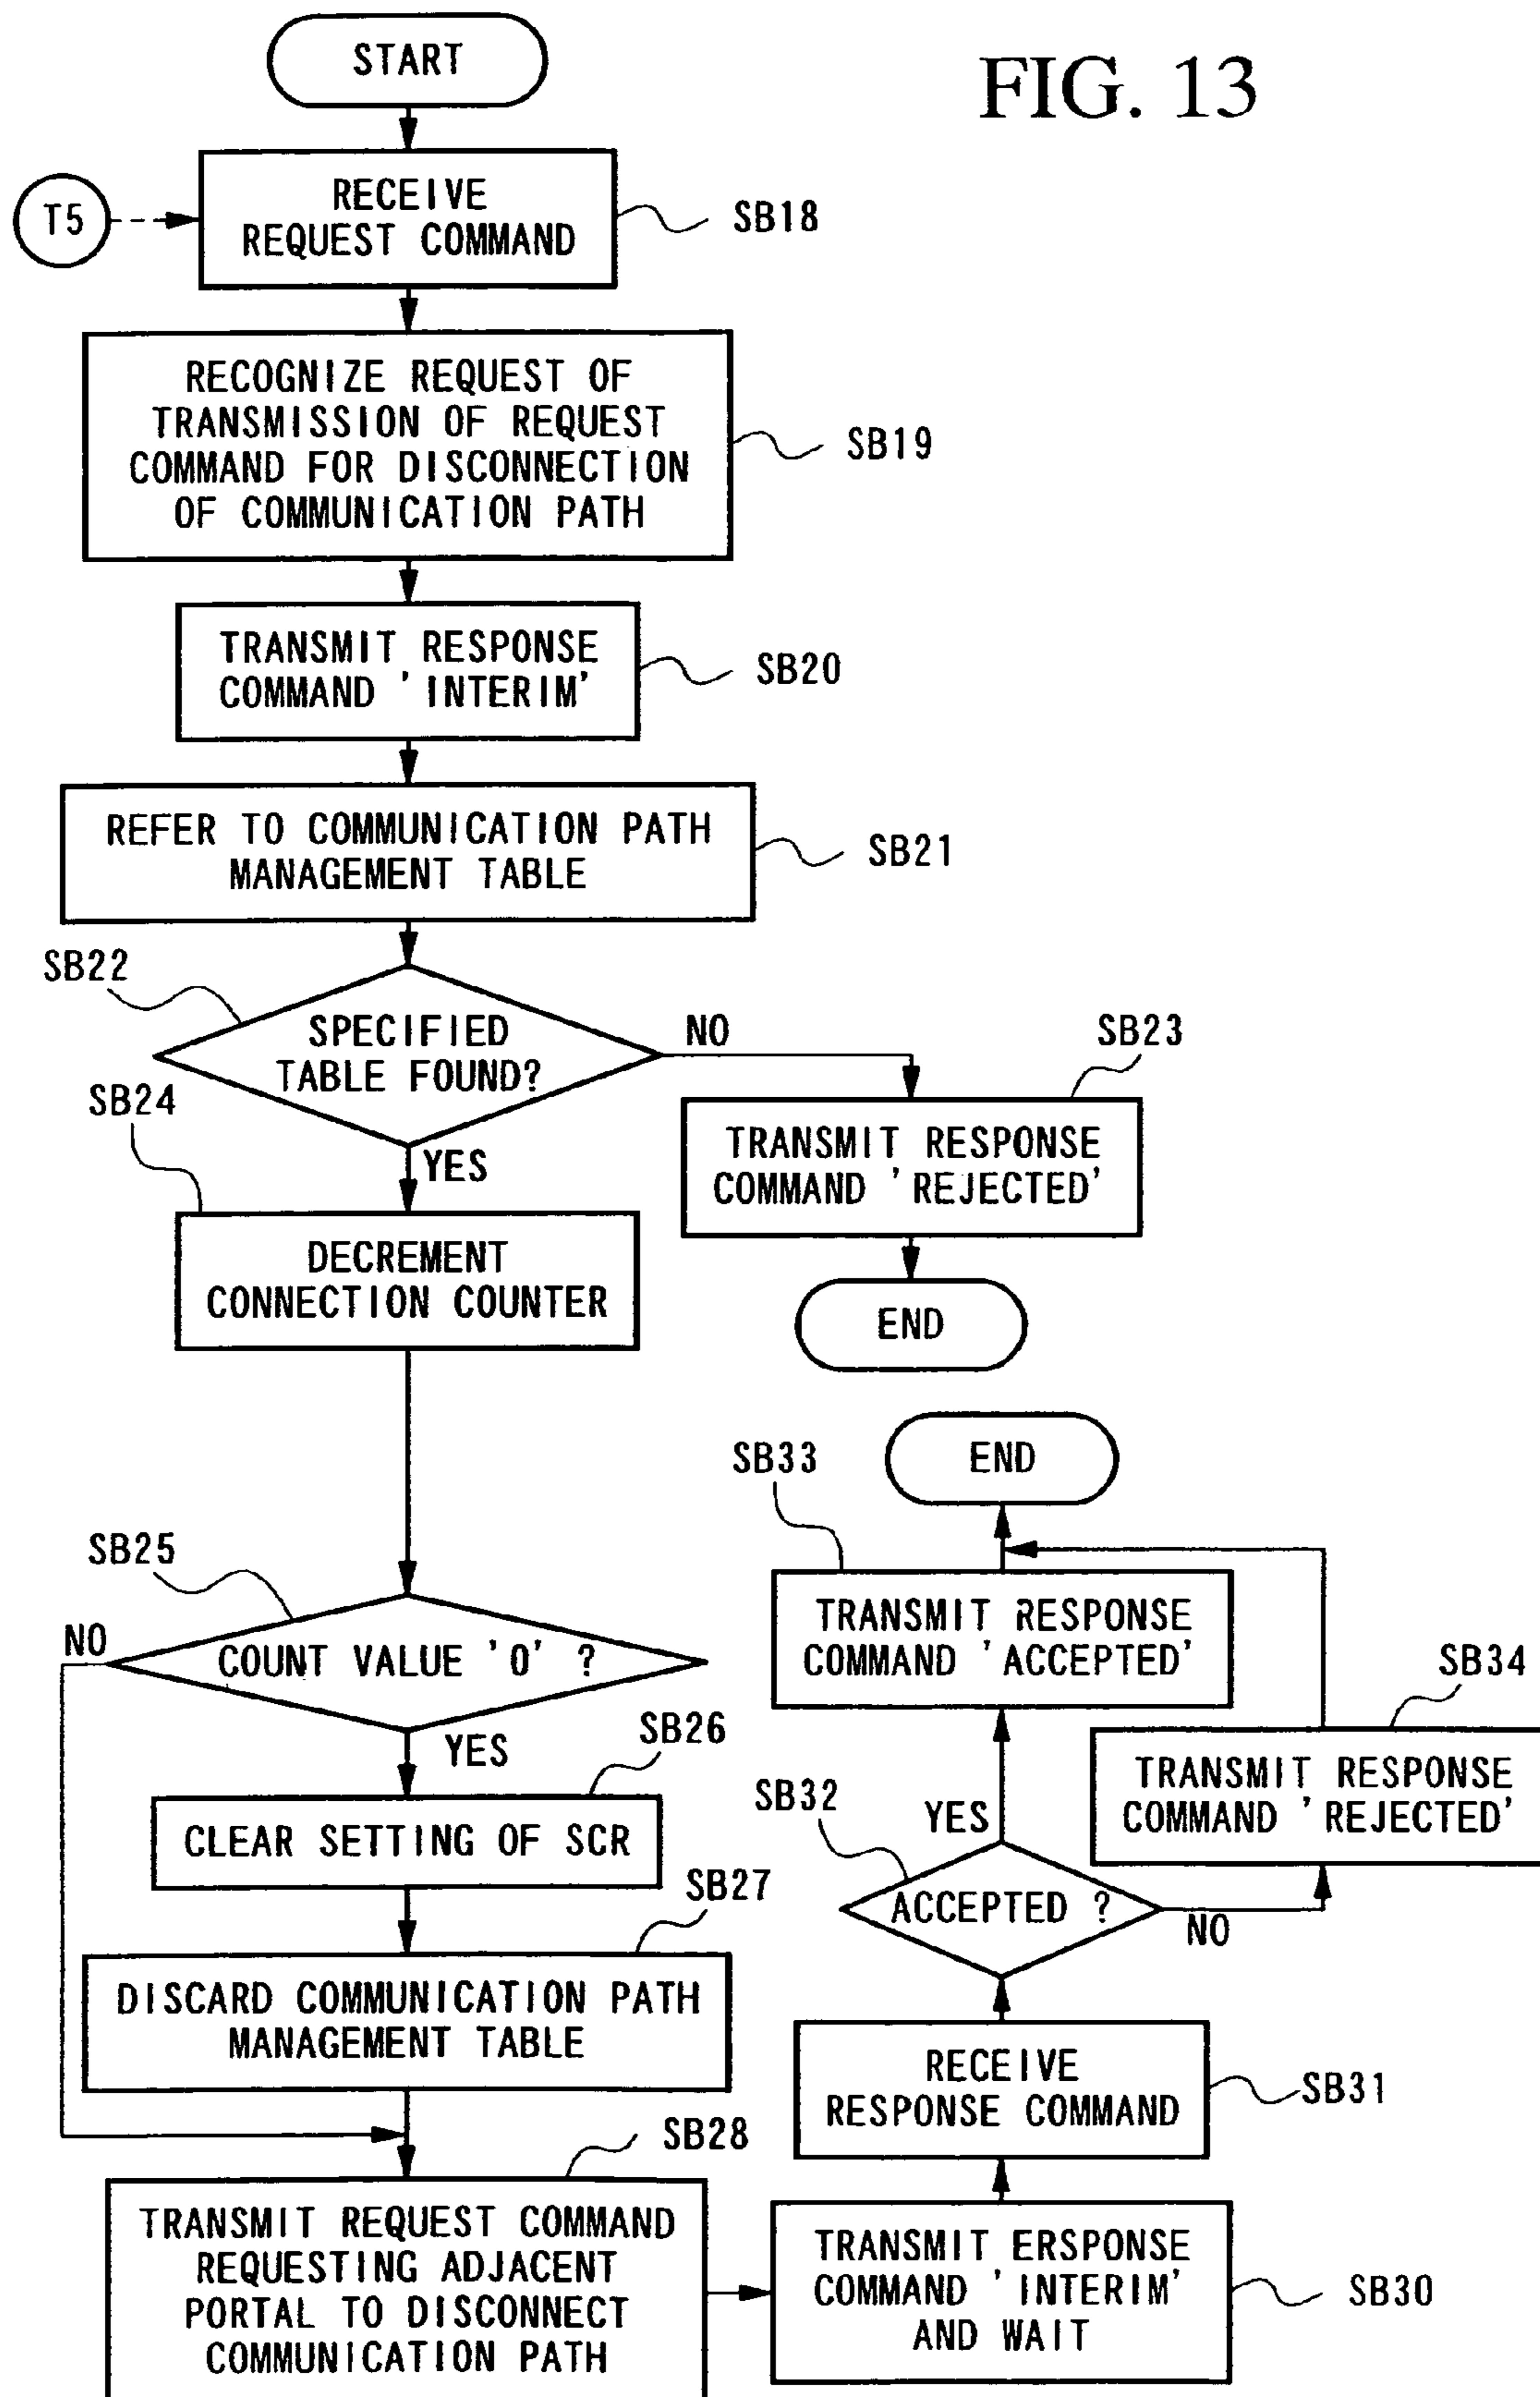 FIG. 13
START
T5
RECEIVE
REQUEST COMMAND
SB18
RECOGNIZE REQUEST OF
TRANSMISSION OF REQUEST
COMMAND FOR DISCONNECTION
OF COMMUNICATION PATH
SB19
TRANSMIT RESPONSE
COMMAND 'INTERIM'
SB20
REFER TO COMMUNICATION PATH
MANAGEMENT TABLE
SB21
SB22
SPECIFIED
TABLE FOUND?
NO
YES
SB23
TRANSMIT RESPONSE
COMMAND 'REJECTED'
END
SB24
DECREMENT
CONNECTION COUNTER
SB25
COUNT VALUE '0' ?
NO
YES
SB26
CLEAR SETTING OF SCR
SB27
DISCARD COMMUNICATION PATH
MANAGEMENT TABLE
SB28
TRANSMIT REQUEST COMMAND
REQUESTING ADJACENT
PORTAL TO DISCONNECT
COMMUNICATION PATH
TRANSMIT ERSPONSE
COMMAND 'INTERIM'
AND WAIT
SB30
RECEIVE
RESPONSE COMMAND
SB31
SB32
ACCEPTED ?
YES
NO
SB33
TRANSMIT RESPONSE
COMMAND 'ACCEPTED'
SB34
TRANSMIT RESPONSE
COMMAND 'REJECTED'
END